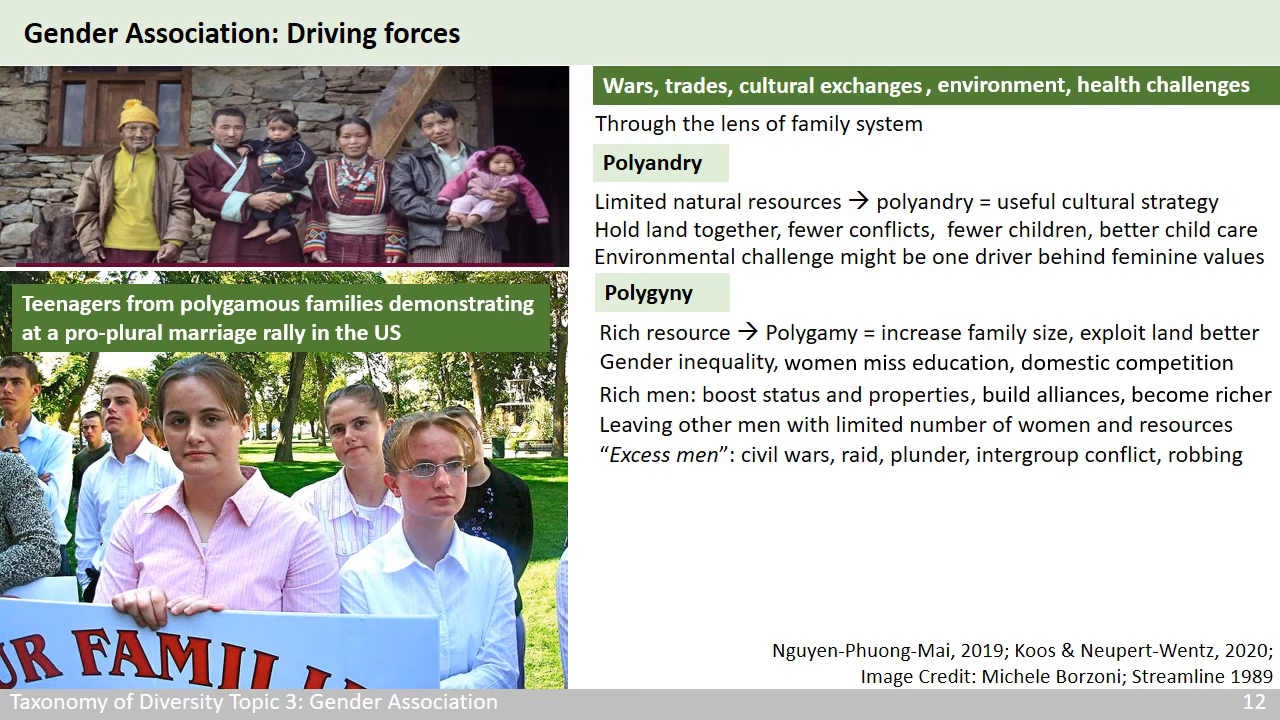 Gender Association: Driving forces
Wars, trades, cultural exchanges, environment, health challenges
Through the lens of family system
Polyandry
Limited natural resources → polyandry = useful cultural strategy
Hold land together, fewer conflicts, fewer children, better child care
Environmental challenge might be one driver behind feminine values
Teenagers from polygamous families demonstrating
at a pro-plural marriage rally in the US
Polygyny
Rich resource → Polygamy = increase family size, exploit land better
Gender inequality, women miss education, domestic competition
Rich men: boost status and properties, build alliances, become richer
Leaving other men with limited number of women and resources
“Excess men”: civil wars, raid, plunder, intergroup conflict, robbing
UR FAMILI
Nguyen-Phuong-Mai, 2019; Koos & Neupert-Wentz, 2020;
Image Credit: Michele Borzoni; Streamline 1989
Taxonomy of Diversity Topic 3: Gender Association
12